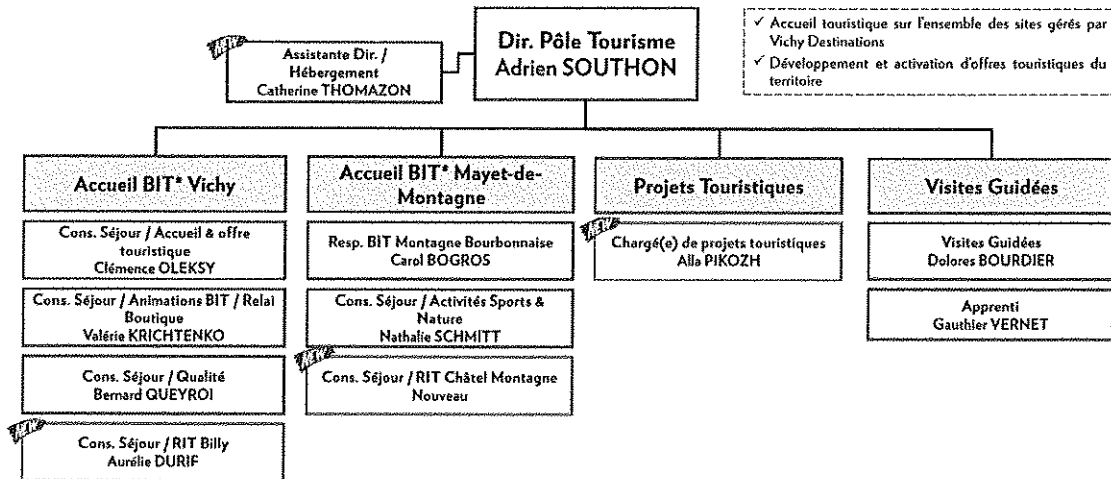 NEW
Assistante Dir. /
Hébergement
Catherine THOMAZON
Dir. Pôle Tourisme
Adrien SOUTHON
✓ Accueil touristique sur l'ensemble des sites gérés par
Vichy Destinations
✓ Développement et activation d'offres touristiques du
territoire
Accueil BIT* Vichy
Cons. Séjour / Accueil & offre
touristique
Clémence OLEKSY
Cons. Séjour / Animations BIT / Relai
Boutique
Valérie KRICHTENKO
Cons. Séjour / Qualité
Bernard QUEYROI
NEW
Cons. Séjour / RIT Billy
Aurélie DURIF
Accueil BIT* Mayet-de-
Montagne
Resp. BIT Montagne Bourbonnaise
Carol BOGROS
Cons. Séjour / Activités Sports &
Nature
Nathalie SCHMITT
NEW
Cons. Séjour / RIT Châtel Montagne
Nouveau
Projets Touristiques
NEW
Chargé(e) de projets touristiques
Alla PIKOZH
Visites Guidées
Visites Guidées
Dolores BOURDIER
Apprenti
Gauthier VERNET